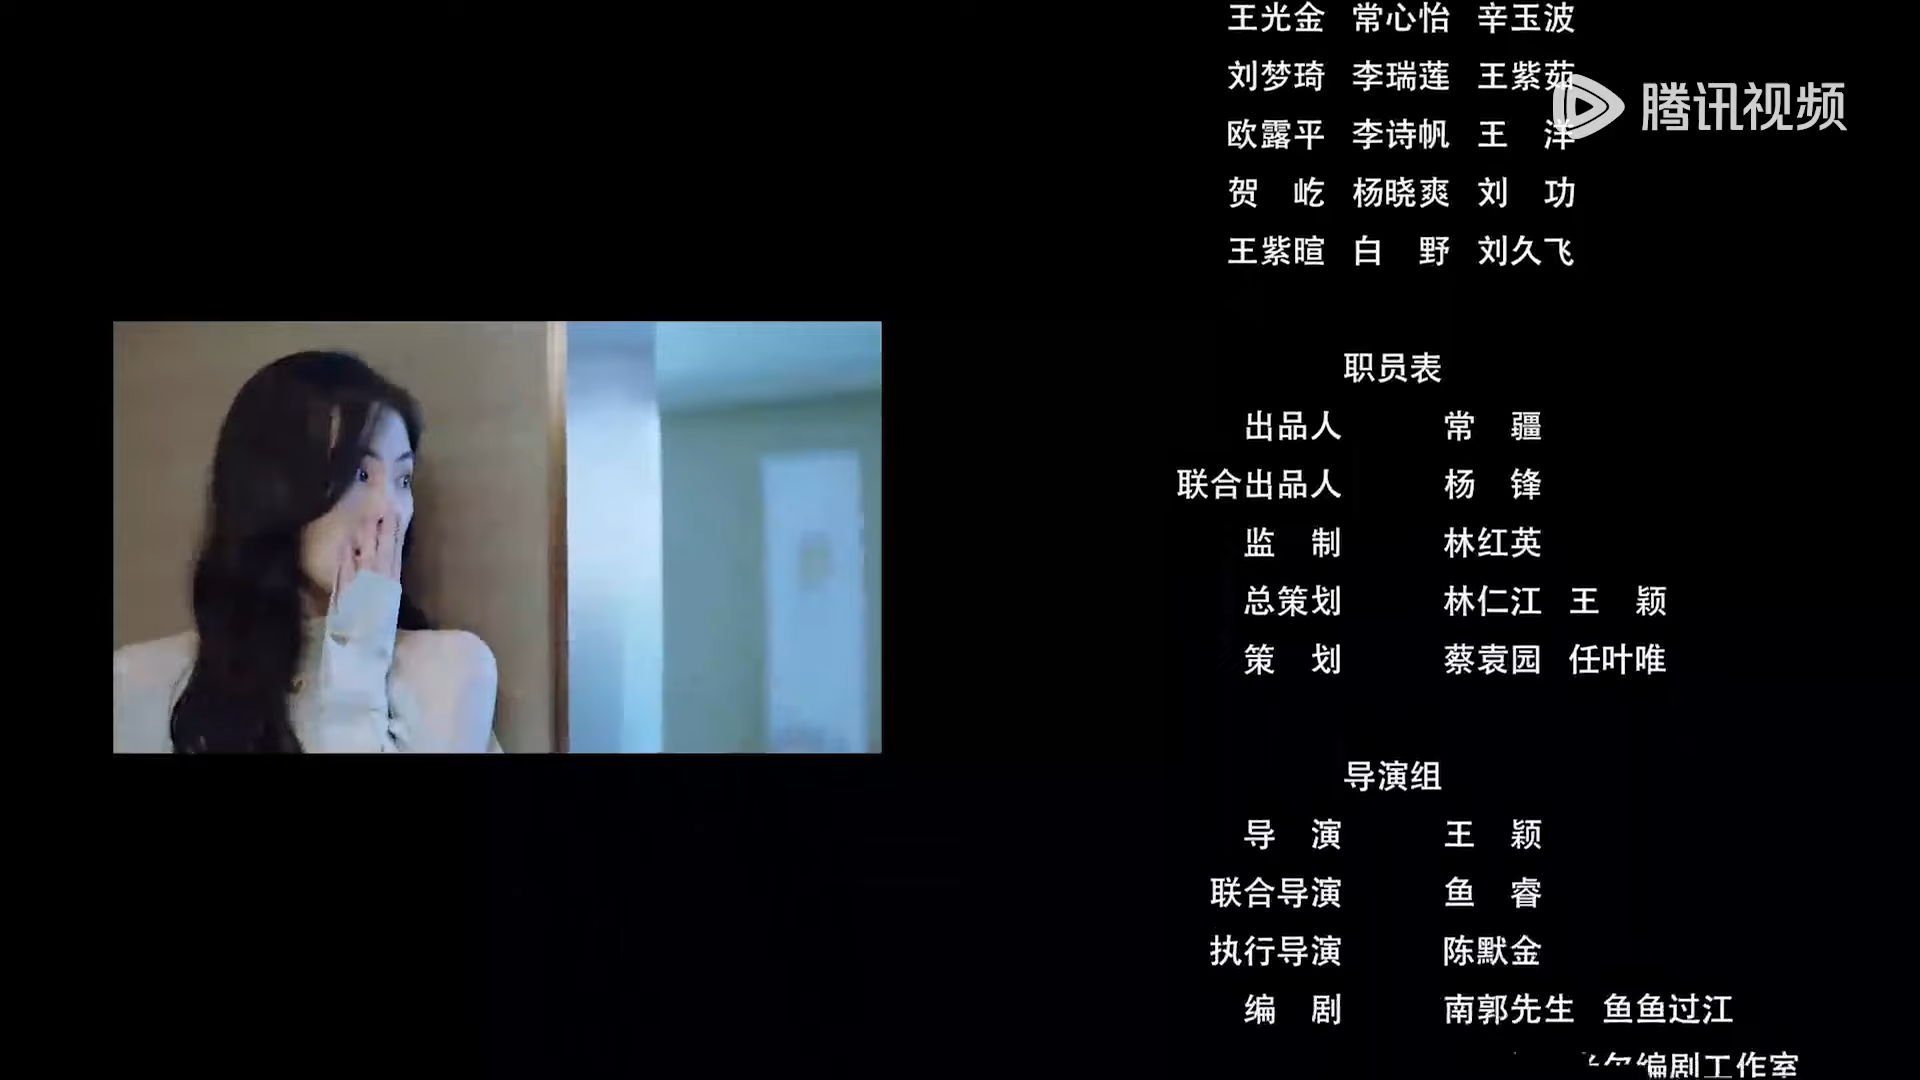 王光金 常心怡 辛玉波
刘梦琦 李瑞莲 王紫茹
腾讯视频
欧露平 李诗帆 王 洋
贺 屹 杨晓爽 刘 功
王紫暄 白 野 刘久飞
职员表
出品人 常 疆
联合出品人 杨 锋
监 制 林红英
总策划 林仁江 王 颖
策 划 蔡袁园 任叶唯
导演组
导 演 王 颖
联合导演 鱼 睿
执行导演 陈默金
编 剧 南郭先生 鱼鱼过江
编剧工作室